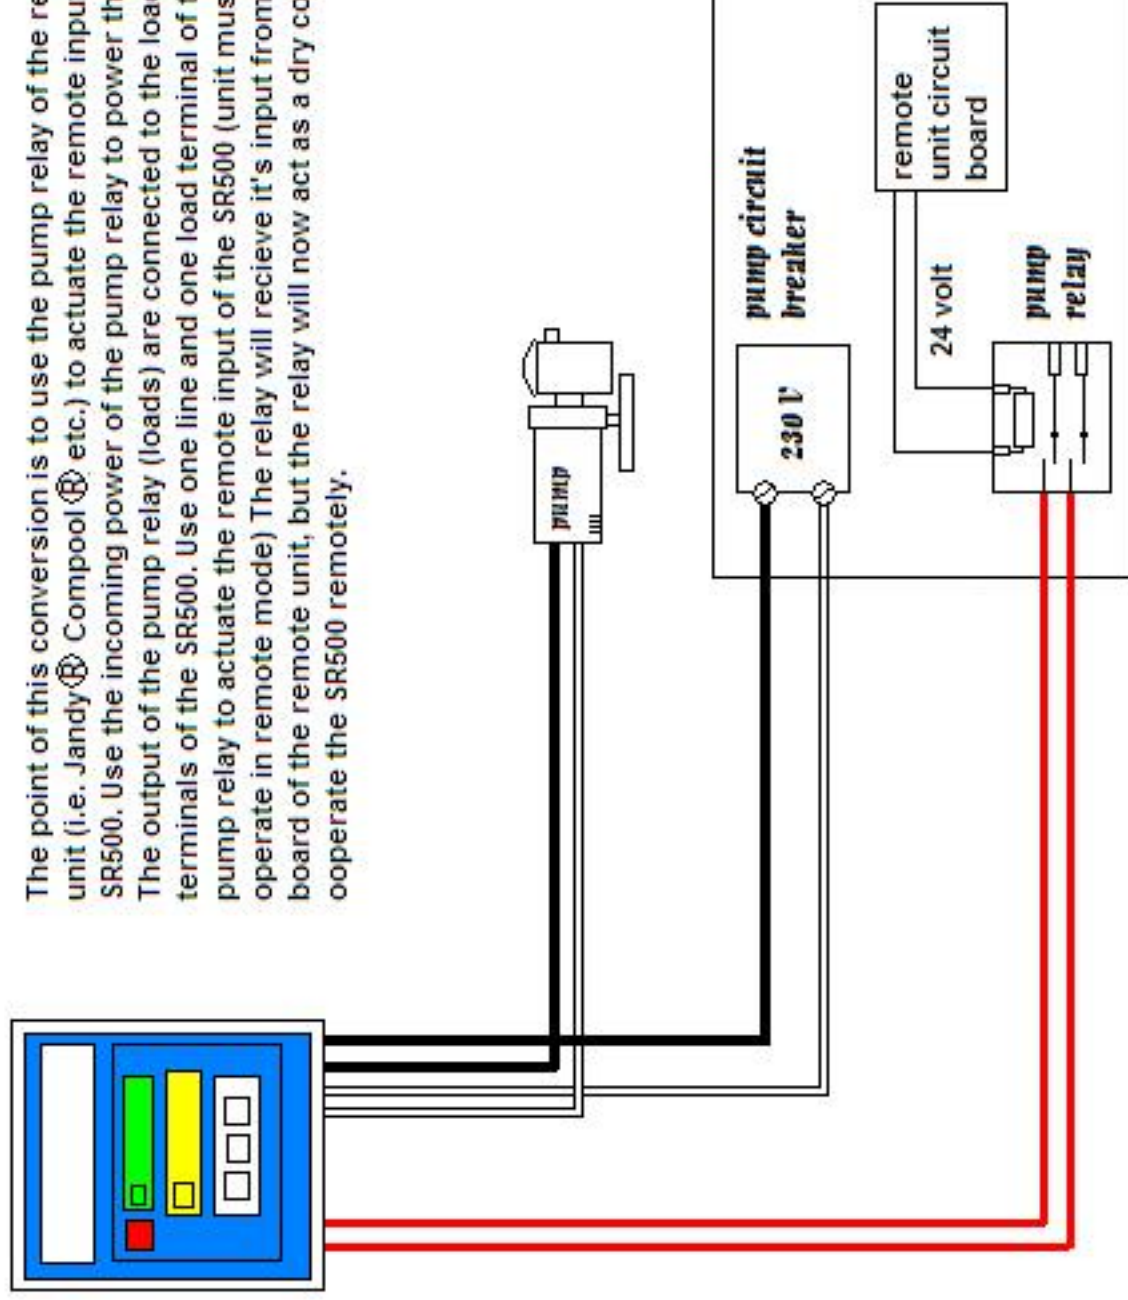 The point of this conversion is to use the pump relay of the re
unit (i.e. Jandy® Compool® etc.) to actuate the remote inpu
SR500. Use the incoming power of the pump relay to power th
The output of the pump relay (loads) are connected to the loa
terminals of the SR500. Use one line and one load terminal of t
pump relay to actuate the remote input of the SR500 (unit mus
operate in remote mode) The relay will recieve it's input from
board of the remote unit, but the relay will now act as a dry co
ooperate the SR500 remotely.
pump
pump circuit
breaker
230 V
remote
unit circuit
board
24 volt
pump
relay